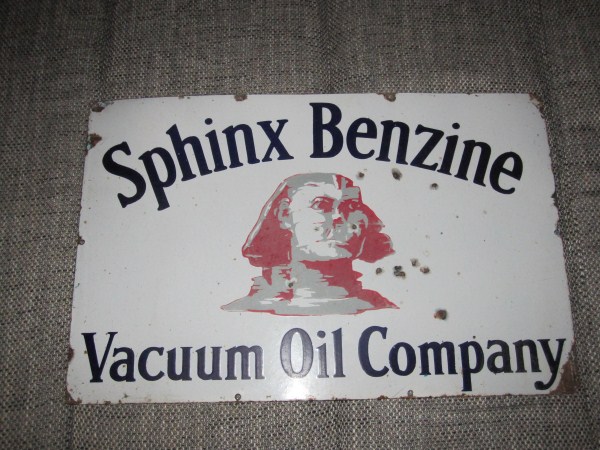 Sphinx Benzine
Vacuum Oil Company